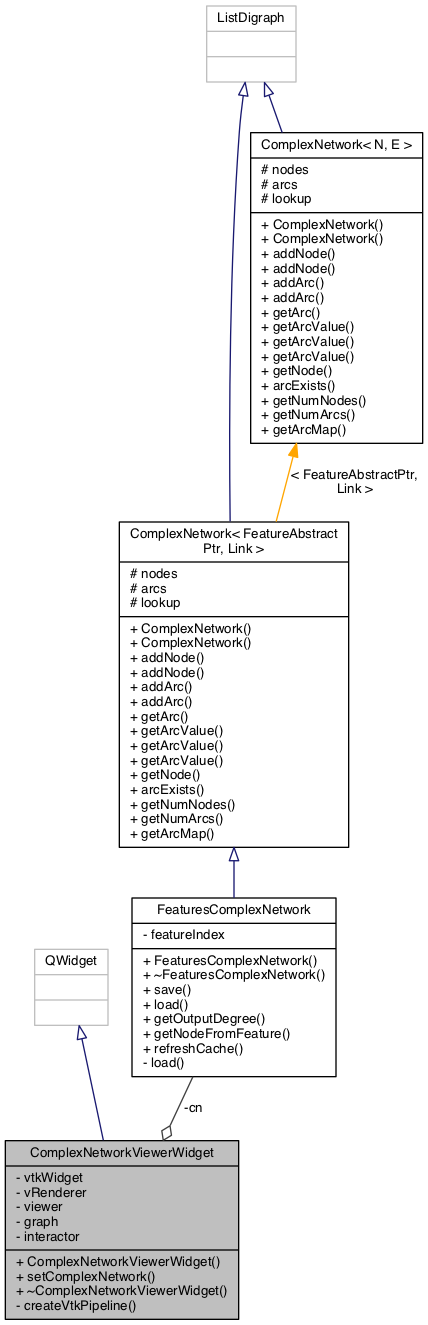 ListDigraph
ComplexNetwork< N, E >
# nodes
# arcs
# lookup
+ ComplexNetwork()
+ ComplexNetwork()
+ addNode()
+ addNode()
+ addArc()
+ addArc()
+ getArc()
+ getArcValue()
+ getArcValue()
+ getArcValue()
+ getNode()
+ arcExists()
+ getNumNodes()
+ getNumArcs()
+ getArcMap()
< FeatureAbstractPtr,
Link >
ComplexNetwork< FeatureAbstract
Ptr, Link >
# nodes
# arcs
# lookup
+ ComplexNetwork()
+ ComplexNetwork()
+ addNode()
+ addNode()
+ addArc()
+ addArc()
+ getArc()
+ getArcValue()
+ getArcValue()
+ getArcValue()
+ getNode()
+ arcExists()
+ getNumNodes()
+ getNumArcs()
+ getArcMap()
FeaturesComplexNetwork
- featureIndex
+ FeaturesComplexNetwork()
+ ~FeaturesComplexNetwork()
+ save()
+ load()
+ getOutputDegree()
+ getNodeFromFeature()
+ refreshCache()
- load()
QWidget
-cn
ComplexNetworkViewerWidget
- vtkWidget
- vRenderer
- viewer
- graph
- interactor
+ ComplexNetworkViewerWidget()
+ setComplexNetwork()
+ ~ComplexNetworkViewerWidget()
- createVtkPipeline()